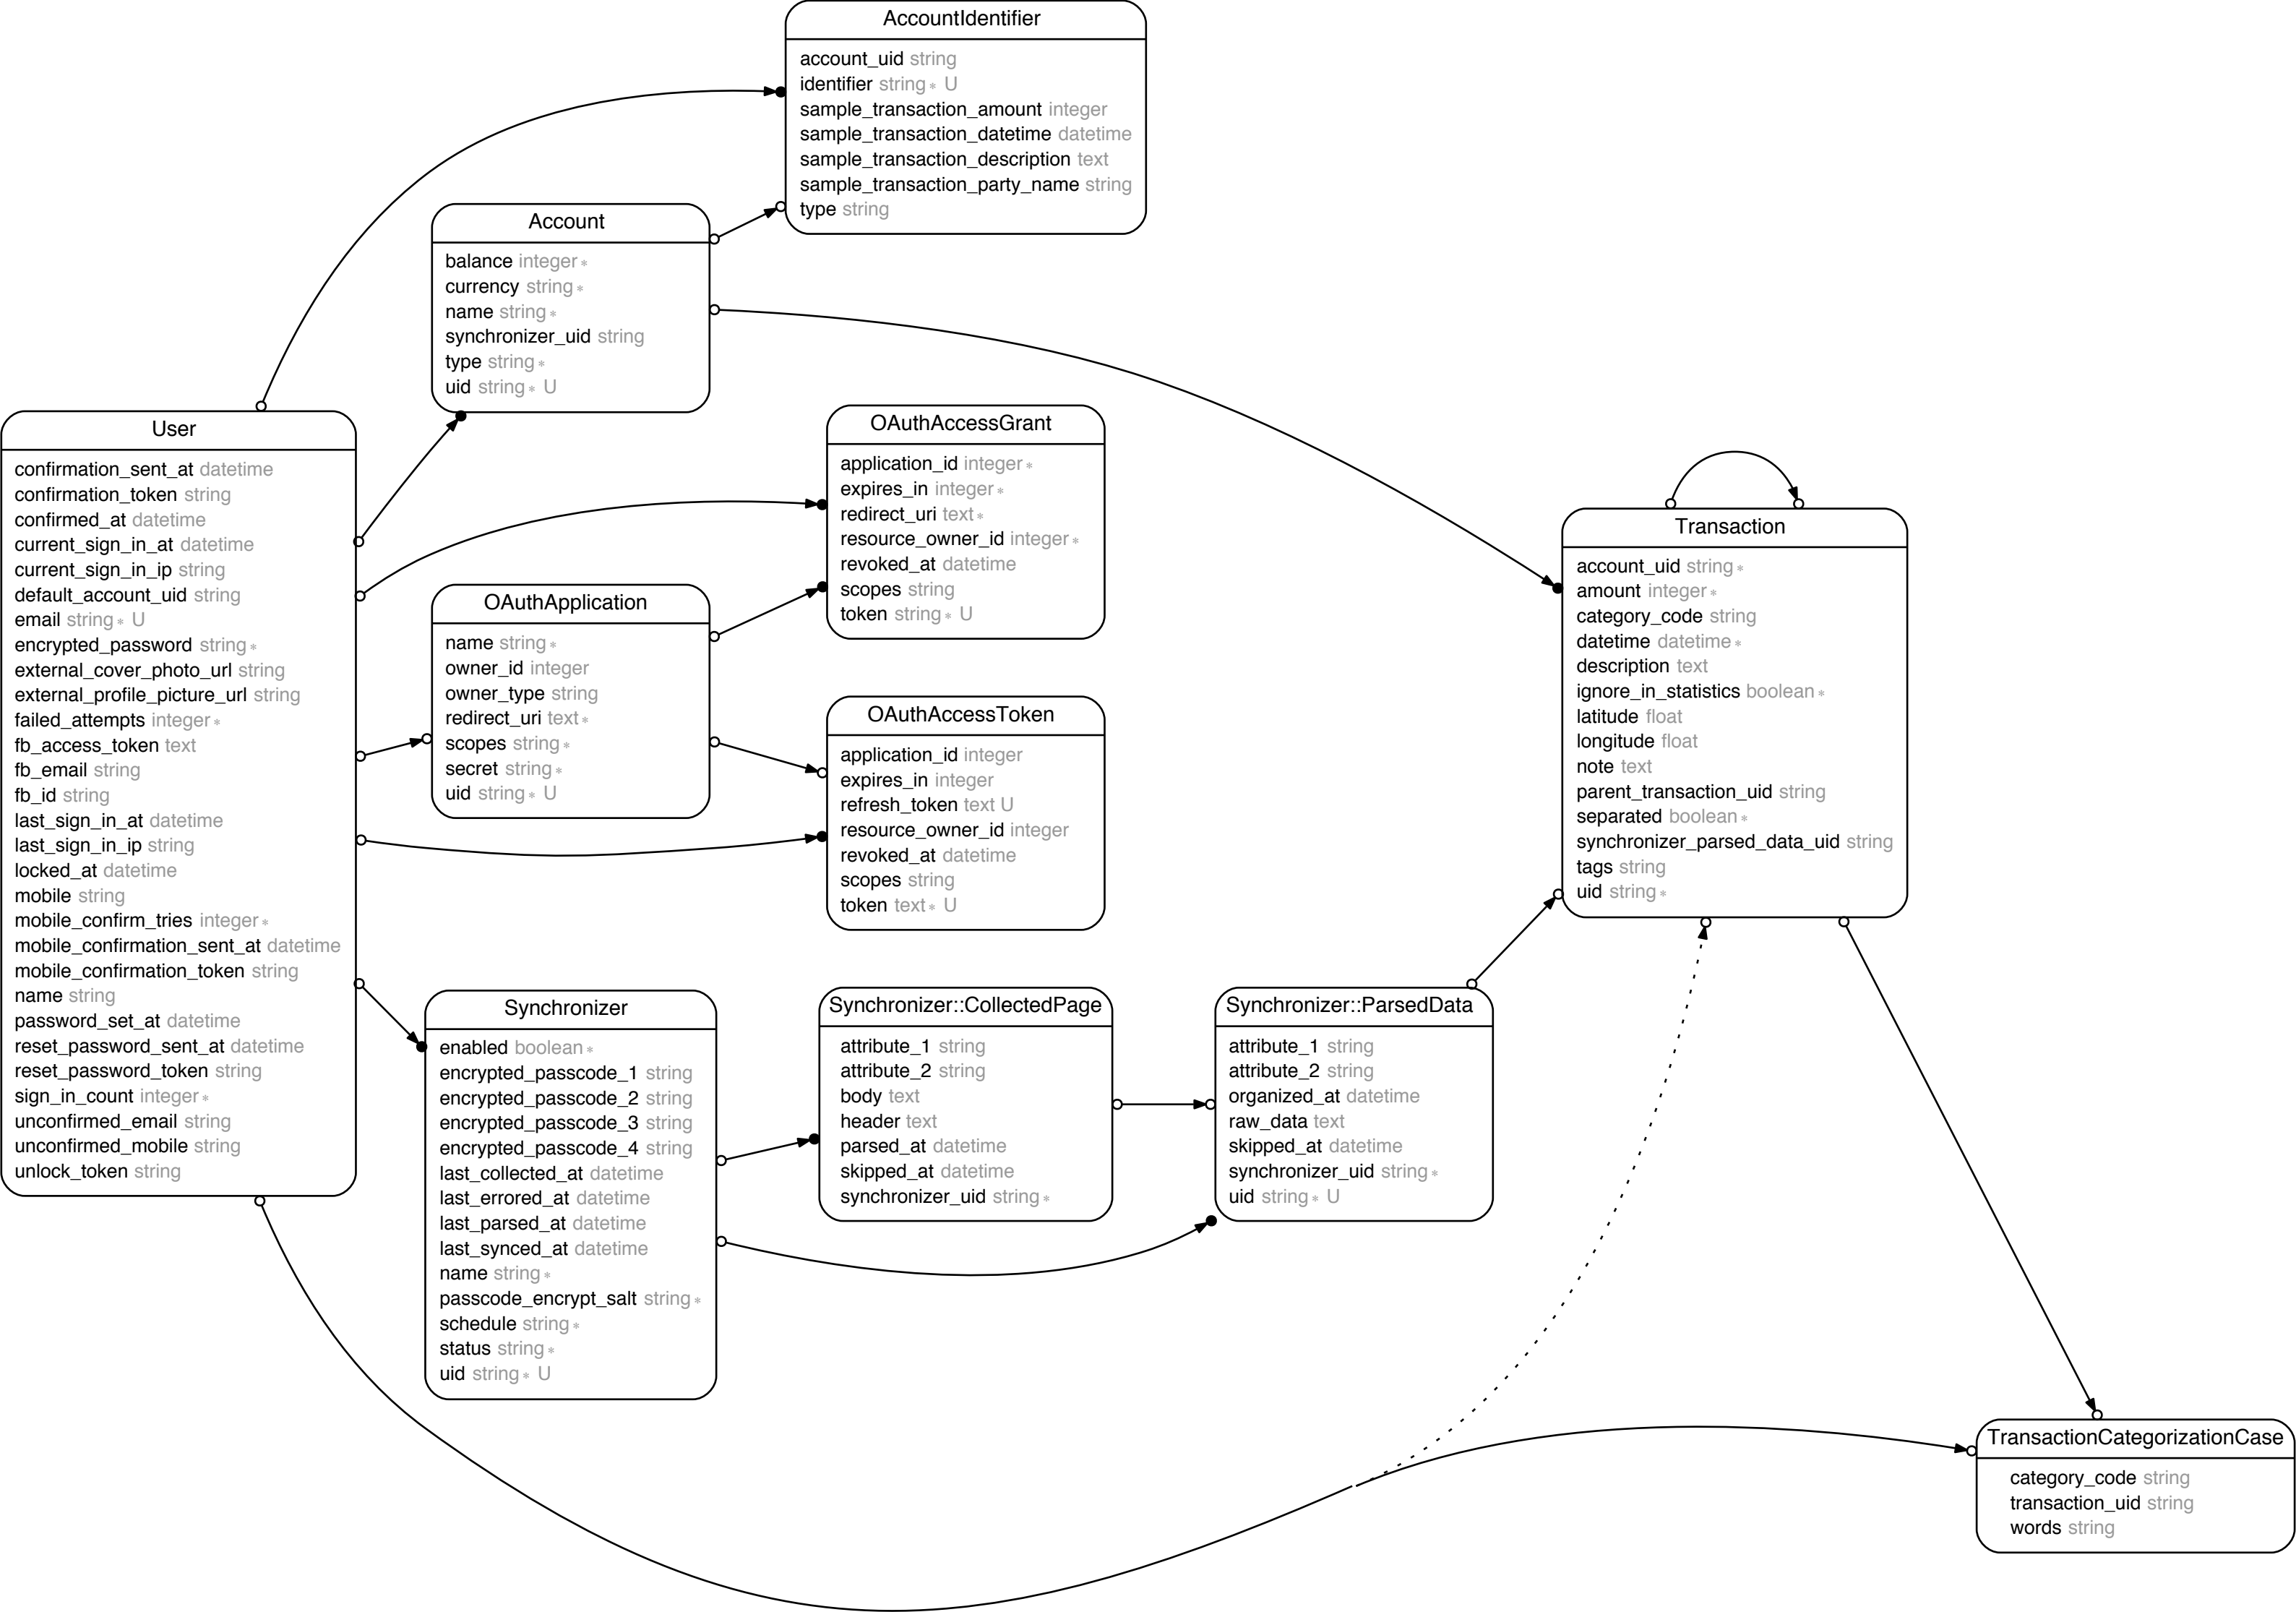 AccountIdentifier
account_uid string
identifier string* U
sample_transaction_amount integer
sample_transaction_datetime datetime
sample_transaction_description text
sample_transaction_party_name string
type string
Account
balance integer*
currency string*
name string*
synchronizer_uid string
type string*
uid string* U
User
confirmation_sent_at datetime
confirmation_token string
confirmed_at datetime
current_sign_in_at datetime
current_sign_in_ip string
default_account_uid string
email string* U
encrypted_password string*
external_cover_photo_url string
external_profile_picture_url string
failed_attempts integer*
fb_access_token text
fb_email string
fb_id string
last_sign_in_at datetime
last_sign_in_ip string
locked_at datetime
mobile string
mobile_confirm_tries integer*
mobile_confirmation_sent_at datetime
mobile_confirmation_token string
name string
password_set_at datetime
reset_password_sent_at datetime
reset_password_token string
sign_in_count integer*
unconfirmed_email string
unconfirmed_mobile string
unlock_token string
OAuthAccessGrant
application_id integer*
expires_in integer*
redirect_uri text*
resource_owner_id integer*
revoked_at datetime
scopes string
token string* U
OAuthApplication
name string*
owner_id integer
owner_type string
redirect_uri text*
scopes string*
secret string*
uid string* U
OAuthAccessToken
application_id integer
expires_in integer
refresh_token text U
resource_owner_id integer
revoked_at datetime
scopes string
token text* U
Transaction
account_uid string*
amount integer*
category_code string
datetime datetime*
description text
ignore_in_statistics boolean*
latitude float
longitude float
note text
parent_transaction_uid string
separated boolean*
synchronizer_parsed_data_uid string
tags string
uid string*
Synchronizer
enabled boolean*
encrypted_passcode_1 string
encrypted_passcode_2 string
encrypted_passcode_3 string
encrypted_passcode_4 string
last_collected_at datetime
last_errored_at datetime
last_parsed_at datetime
last_synced_at datetime
name string*
passcode_encrypt_salt string*
schedule string*
status string*
uid string* U
Synchronizer::CollectedPage
attribute_1 string
attribute_2 string
body text
header text
parsed_at datetime
skipped_at datetime
synchronizer_uid string*
Synchronizer::ParsedData
attribute_1 string
attribute_2 string
organized_at datetime
raw_data text
skipped_at datetime
synchronizer_uid string*
uid string* U
TransactionCategorizationCase
category_code string
transaction_uid string
words string